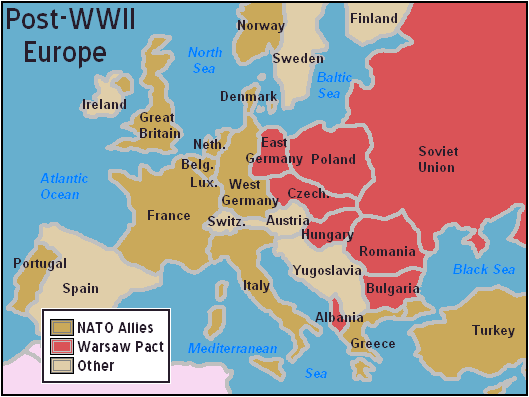 Post-WWII
Europe
Finland
Norway
North
Sea
Sweden
Baltic
Sea
Denmark
Ireland
Great
Britain
Neth.
East
Germany
Poland
Soviet
Union
Belg.
Lux.
West
Germany
Czech.
Atlantic
Ocean
France
Switz.
Austria
Hungary
Romania
Portugal
Spain
Italy
Yugoslavia
Black Sea
Bulgaria
Albania
Greece
Turkey
NATO Allies
Warsaw Pact
Other
Mediterranean
Sea